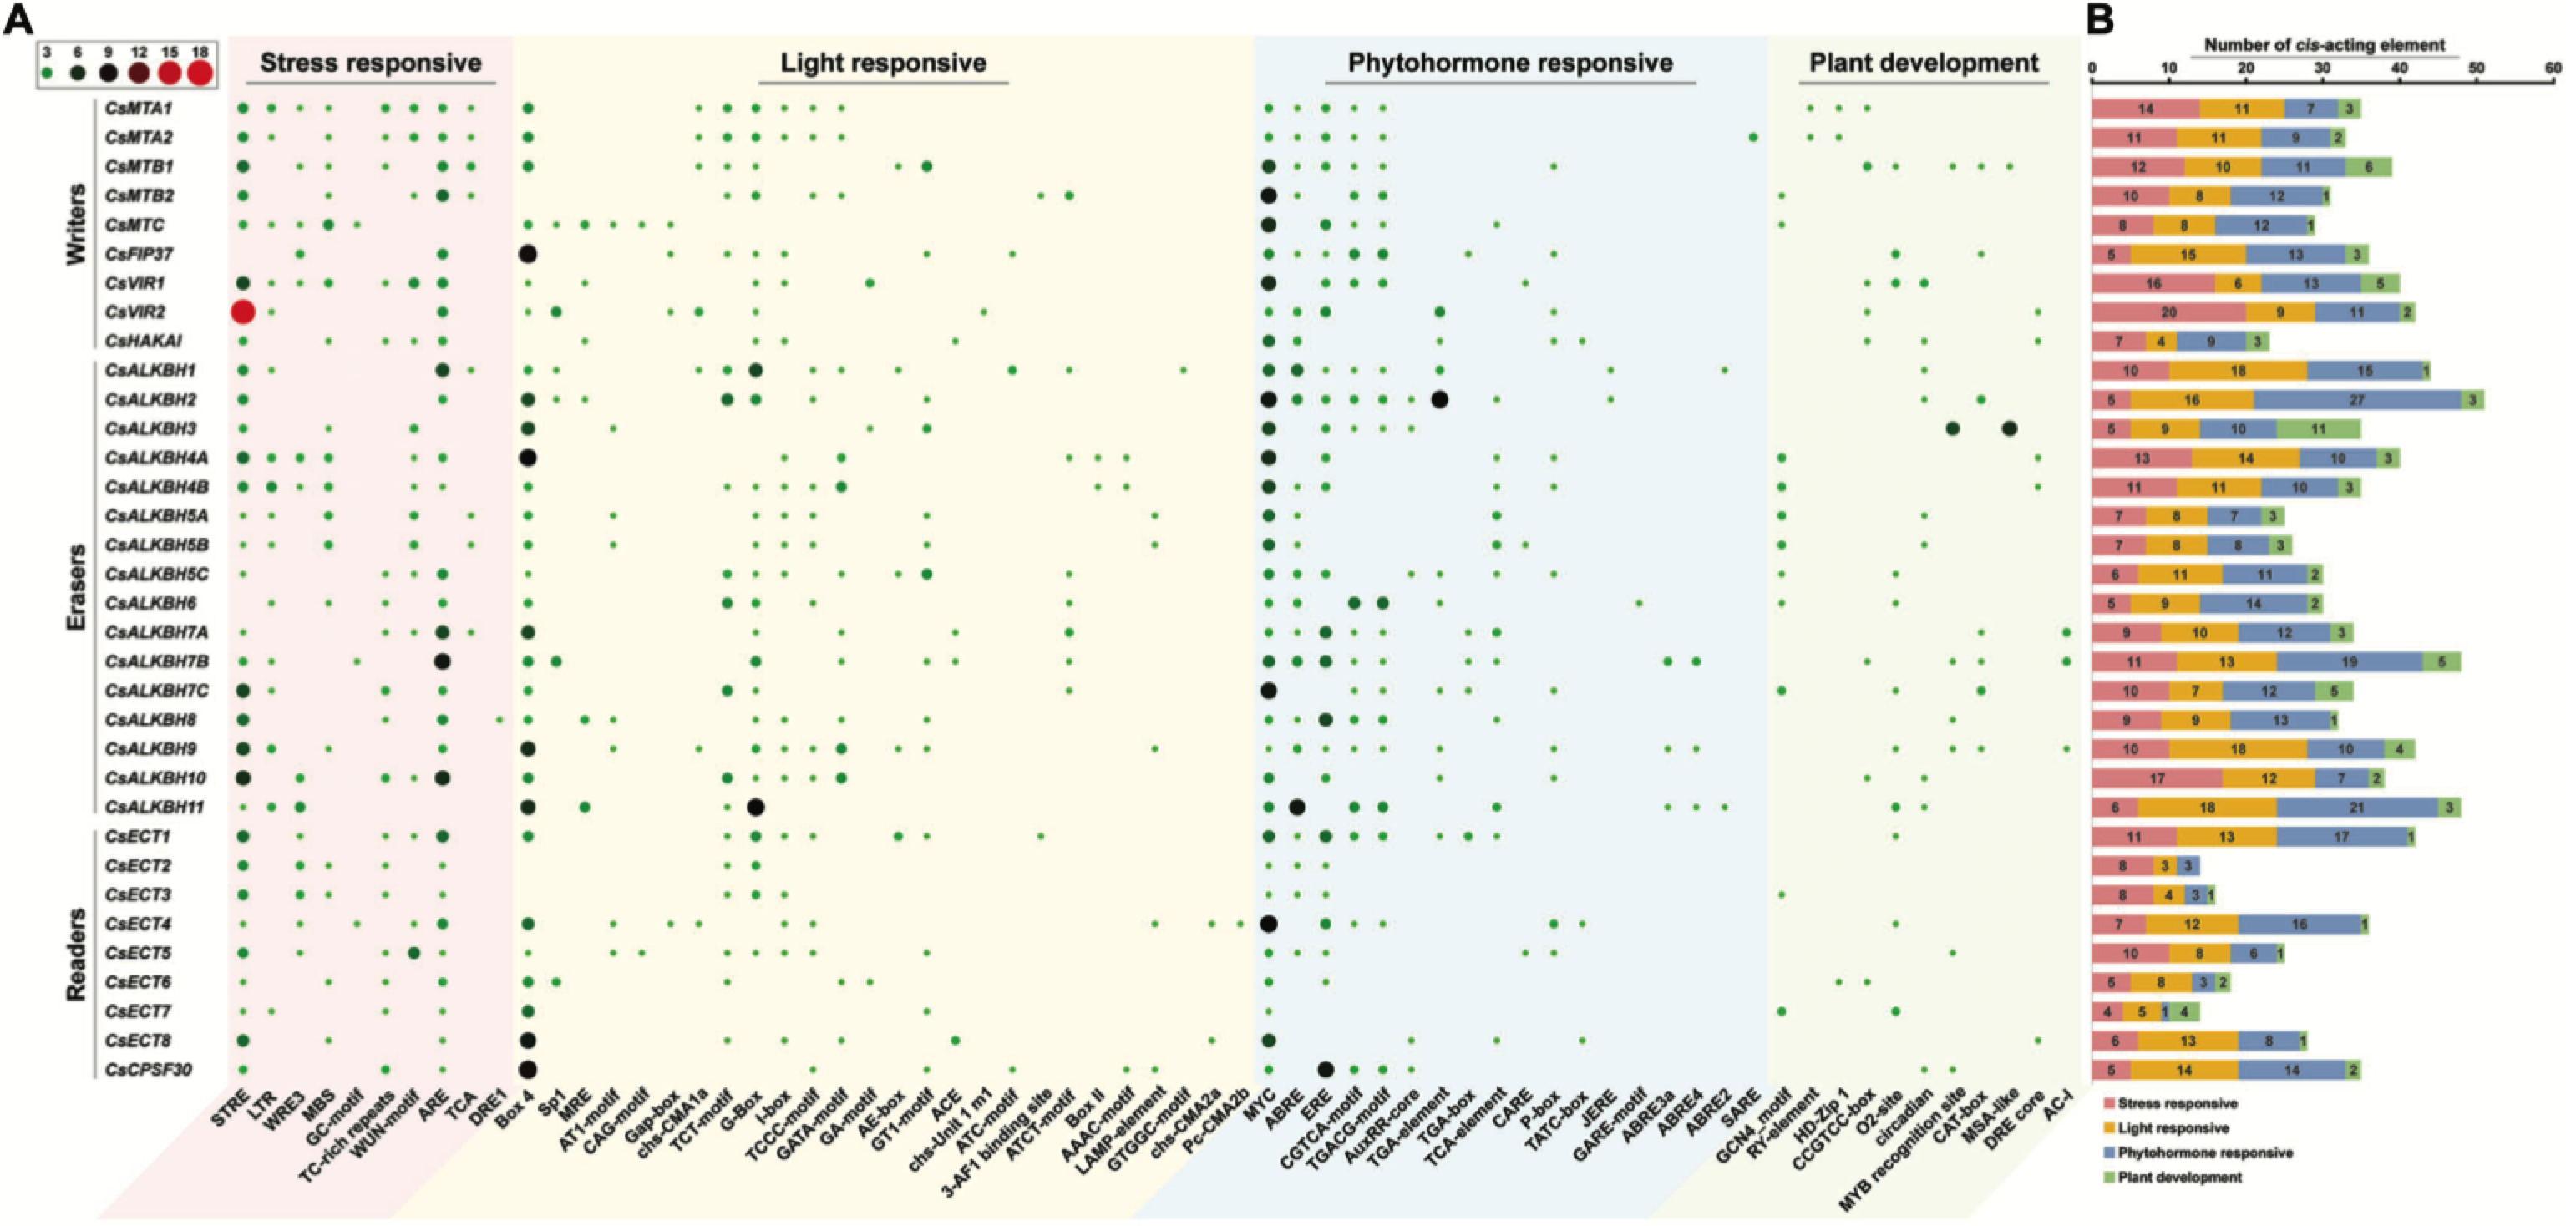 A
B
3 6 9 12 15 18
Stress responsive
Light responsive
Phytohormone responsive
Plant development
Number of cis-acting element
0 10 20 30 40 50 60
Writers
CsMTA1 14 11 7 3
CsMTA2 11 11 9 2
CsMTB1 12 10 11 6
CsMTB2 10 8 12 1
CsMTC 8 8 12 1
CsFIP37 5 15 13 3
CsVIR1 16 6 13 5
CsVIR2 20 9 11 2
CsHAKAI 7 4 9 3
Erasers
CsALKBH1 10 18 15 1
CsALKBH2 5 16 27 3
CsALKBH3 5 9 10 11
CsALKBH4A 13 14 10 3
CsALKBH4B 11 11 10 3
CsALKBH5A 7 8 7 3
CsALKBH5B 7 8 8 3
CsALKBH5C 6 11 11 2
CsALKBH6 5 9 14 2
CsALKBH7A 9 10 12 3
CsALKBH7B 11 13 19 5
CsALKBH7C 10 7 12 5
CsALKBH8 9 9 13 1
CsALKBH9 10 18 10 4
CsALKBH10 17 12 7 2
CsALKBH11 6 18 21 3
Readers
CsECT1 11 13 17 1
CsECT2 8 3 3
CsECT3 8 4 3 1
CsECT4 7 12 16 1
CsECT5 10 8 6 1
CsECT6 5 8 3 2
CsECT7 4 5 1 4
CsECT8 6 13 8 1
CsCPSF30 5 14 14 2
STRE
LTR
WRE3
MBS
GC-motif
TC-rich repeats
WUN-motif
ARE
TCA
DRE1
Box 4
Sp1
MRE
AT1-motif
CAG-motif
Gap-box
chs-CMA1a
TCT-motif
G-Box
I-box
TCCC-motif
GATA-motif
GA-motif
AE-box
GT1-motif
ACE
chs-Unit 1 m1
ATC-motif
3-AF1 binding site
ATCT-motif
Box II
AAAC-motif
LAMP-element
GTGGC-motif
chs-CMA2a
Pc-CMA2b
MYC
ABRE
ERE
CGTCA-motif
TGACG-motif
AuxRR-core
TGA-element
TGA-box
TCA-element
CARE
P-box
TATC-box
JERE
GARE-motif
ABRE3a
ABRE4
ABRE2
SARE
GCN4_motif
RY-element
HD-Zip 1
CCGTCC-box
O2-site
circadian
MYB recognition site
CAT-box
MSA-like
DRE core
AC-I
Stress responsive
Light responsive
Phytohormone responsive
Plant development